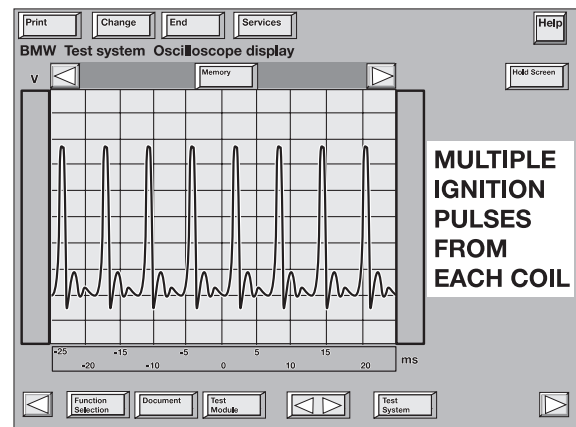 Print Change End Services Help
BMW Test system Oscilloscope display
V Memory Hold Screen
MULTIPLE
IGNITION
PULSES
FROM
EACH COIL
-25 -15 -5 5 15
-20 -10 0 10 20 ms
Function Selection Document Test Module Test System